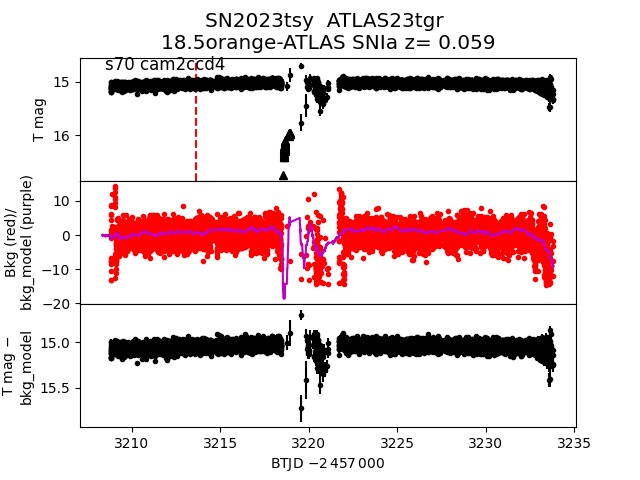 SN2023tsy  ATLAS23tgr
18.5orange-ATLAS SNIa z= 0.059
s70 cam2ccd4
T mag
15
16
Bkg (red)/
bkg_model (purple)
10
0
−10
−20
T mag −
bkg_model
15.0
15.5
3210 3215 3220 3225 3230 3235
BTJD −2 457 000